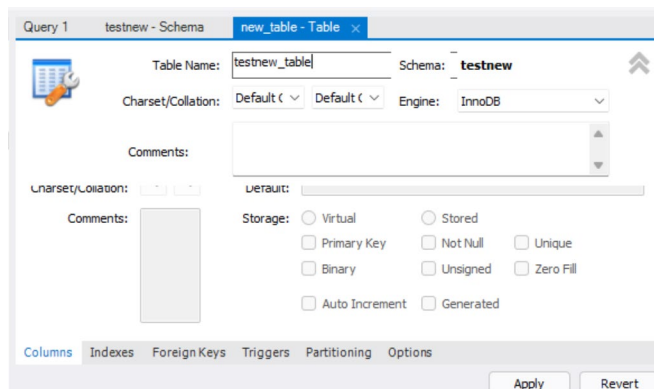 Query 1 testnew - Schema new_table - Table ×
Table Name: testnew_table Schema: testnew
Charset/Collation: Default Default Engine: InnoDB
Comments:
Charset/Collation: Default:
Comments: Storage: Virtual Stored
Primary Key Not Null Unique
Binary Unsigned Zero Fill
Auto Increment Generated
Columns Indexes Foreign Keys Triggers Partitioning Options
Apply Revert